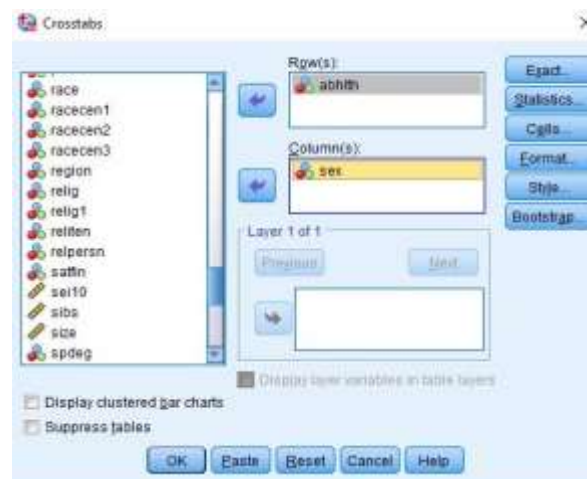 Crosstabs
Row(s):
abhlth
Exact...
Statistics...
Cells...
Format...
Style...
Bootstrap...
race
racecen1
racecen2
racecen3
region
relig
relig1
reliten
relpersn
satfin
sei10
sibs
size
spdeg
Column(s):
sex
Layer 1 of 1
Previous
Next
Display layer variables in table layers
Display clustered bar charts
Suppress tables
OK Paste Reset Cancel Help